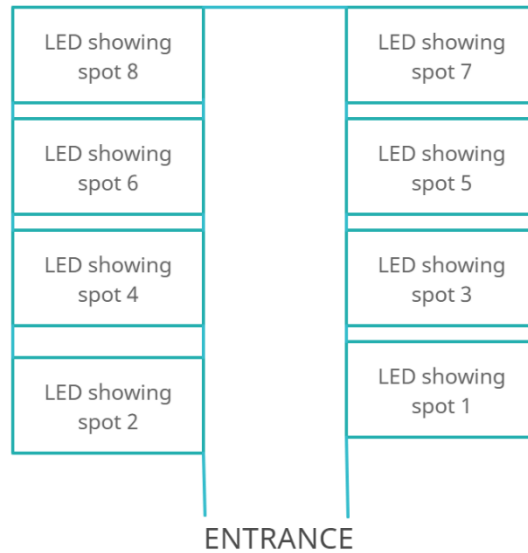 LED showing
spot 8
LED showing
spot 7
LED showing
spot 6
LED showing
spot 5
LED showing
spot 4
LED showing
spot 3
LED showing
spot 2
LED showing
spot 1
ENTRANCE